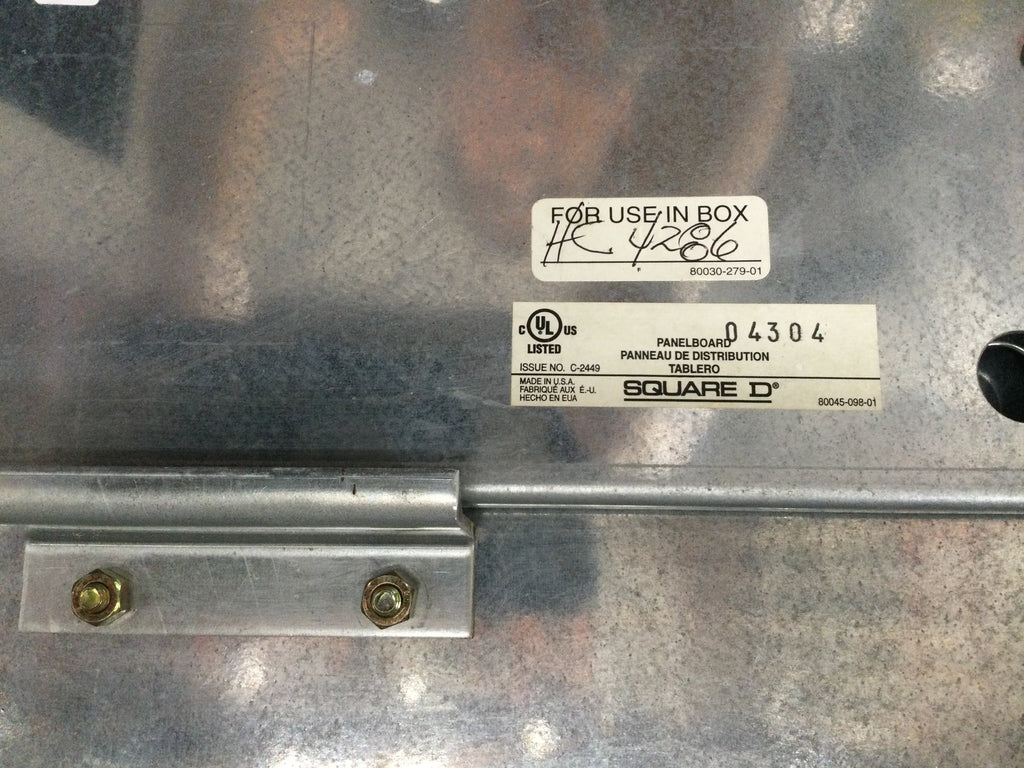 FOR USE IN BOX
HC 4286
F
80030-279-01
C UL US
LISTED
04304
PANELBOARD
PANNEAU DE DISTRIBUTION
TABLERO
ISSUE NO. C-2449
MADE IN U.S.A.
FABRIQUÉ AUX É.-U.
HECHO EN EUA
SQUARE D®
80045-098-01